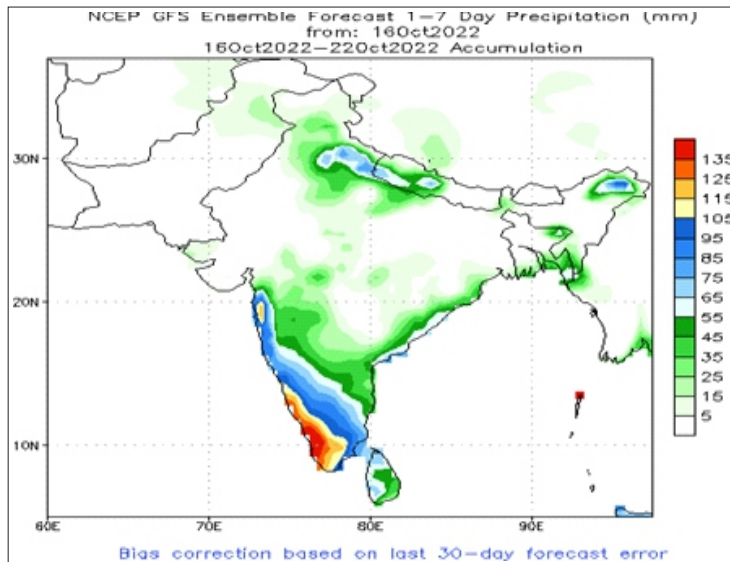 NCEP GFS Ensemble Forecast 1-7 Day Precipitation (mm)
from: 16Oct2022
16Oct2022-22Oct2022 Accumulation
30N
20N
10N
60E
70E
80E
90E
135
125
115
105
95
85
75
65
55
45
35
25
15
5
Bias correction based on last 30-day forecast error